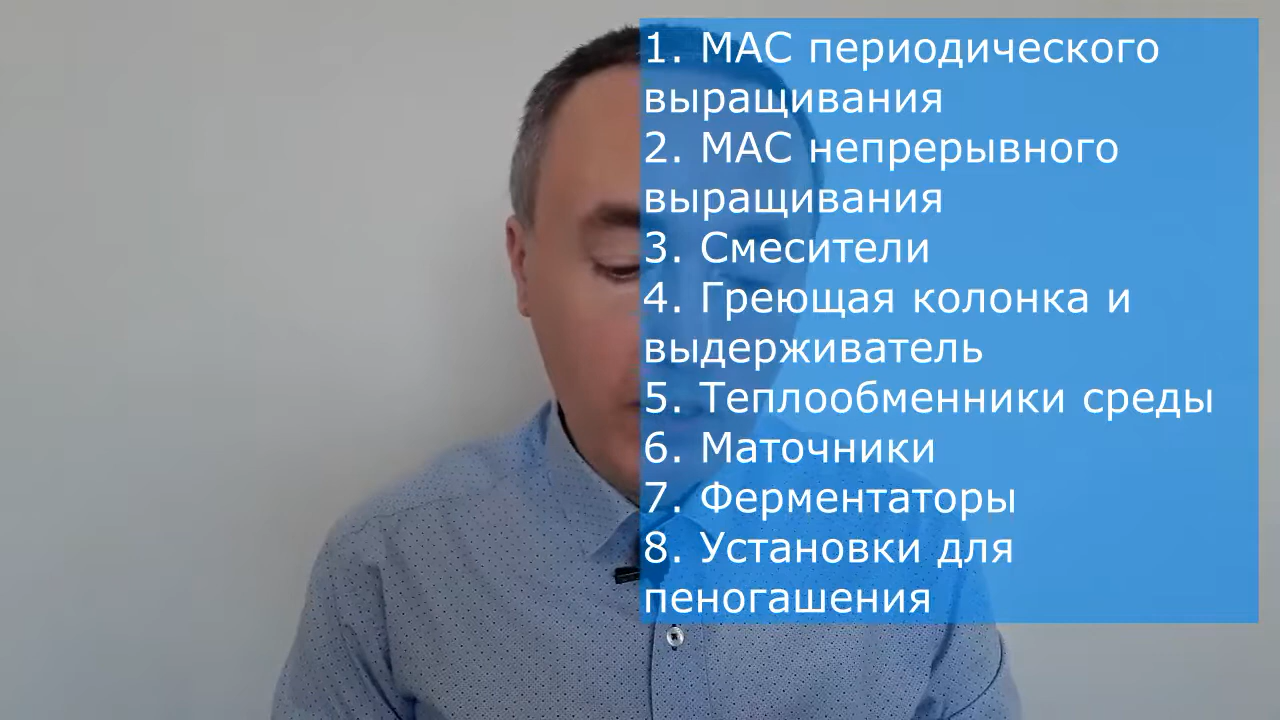 1. МАС периодического
выращивания
2. МАС непрерывного
выращивания
3. Смесители
4. Греющая колонка и
выдерживатель
5. Теплообменники среды
6. Маточники
7. Ферментаторы
8. Установки для
пеногашения